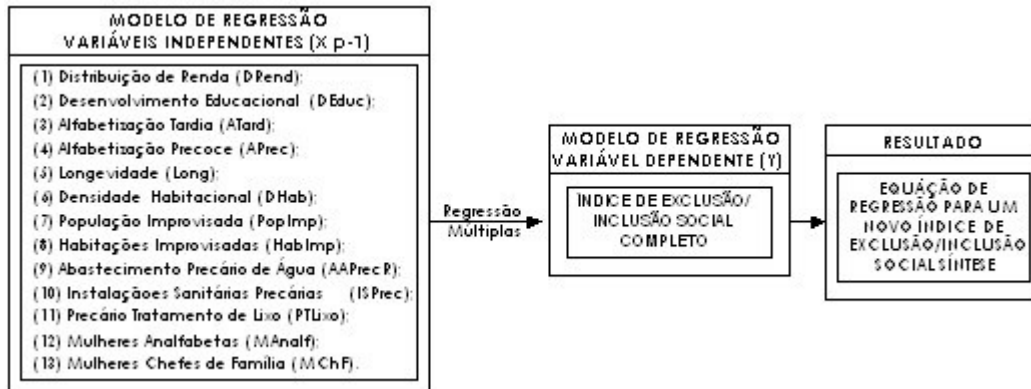 MODELO DE REGRESSÃO
VARIÁVEIS INDEPENDENTES (X p-1)
(1) Distribuição de Renda (DRend);
(2) Desenvolvimento Educacional (DEduc);
(3) Alfabetização Tardia (ATard);
(4) Alfabetização Precoce (APrec);
(5) Longevidade (Long);
(6) Densidade Habitacional (DHab);
(7) População Improvisada (PopImp);
(8) Habitações Improvisadas (HabImp);
(9) Abastecimento Precário de Água (AAPrecR);
(10) Instalaçãoes Sanitárias Precárias (ISPrec);
(11) Precário Tratamento de Lixo (PTLixo);
(12) Mulheres Analfabetas (MAnalf);
(13) Mulheres Chefes de Família (MChF).
Regressão
Múltiplas
MODELO DE REGRESSÃO
VARIÁVEL DEPENDENTE (Y)
ÍNDICE DE EXCLUSÃO/
INCLUSÃO SOCIAL
COMPLETO
RESULTADO
EQUAÇÃO DE
REGRESSÃO PARA UM
NOVO ÍNDICE DE
EXCLUSÃO/INCLUSÃO
SOCIAL SÍNTESE